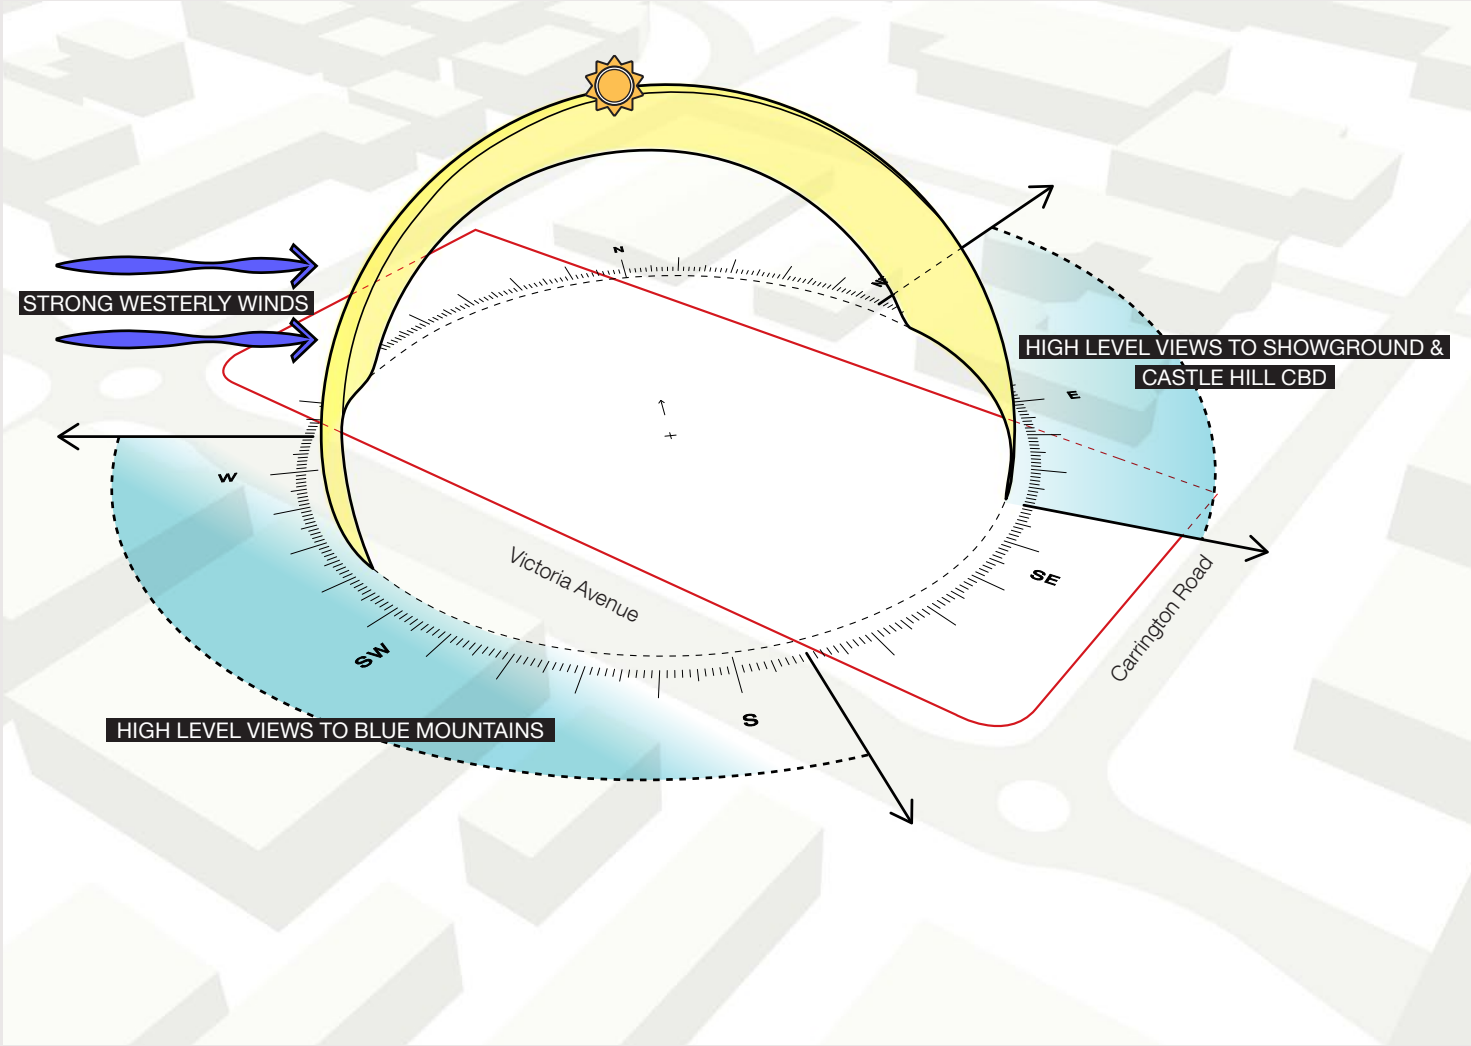 N
STRONG WESTERLY WINDS
HIGH LEVEL VIEWS TO SHOWGROUND &
CASTLE HILL CBD
E
W
Victoria Avenue
SE
Carrington Road
SW
S
HIGH LEVEL VIEWS TO BLUE MOUNTAINS